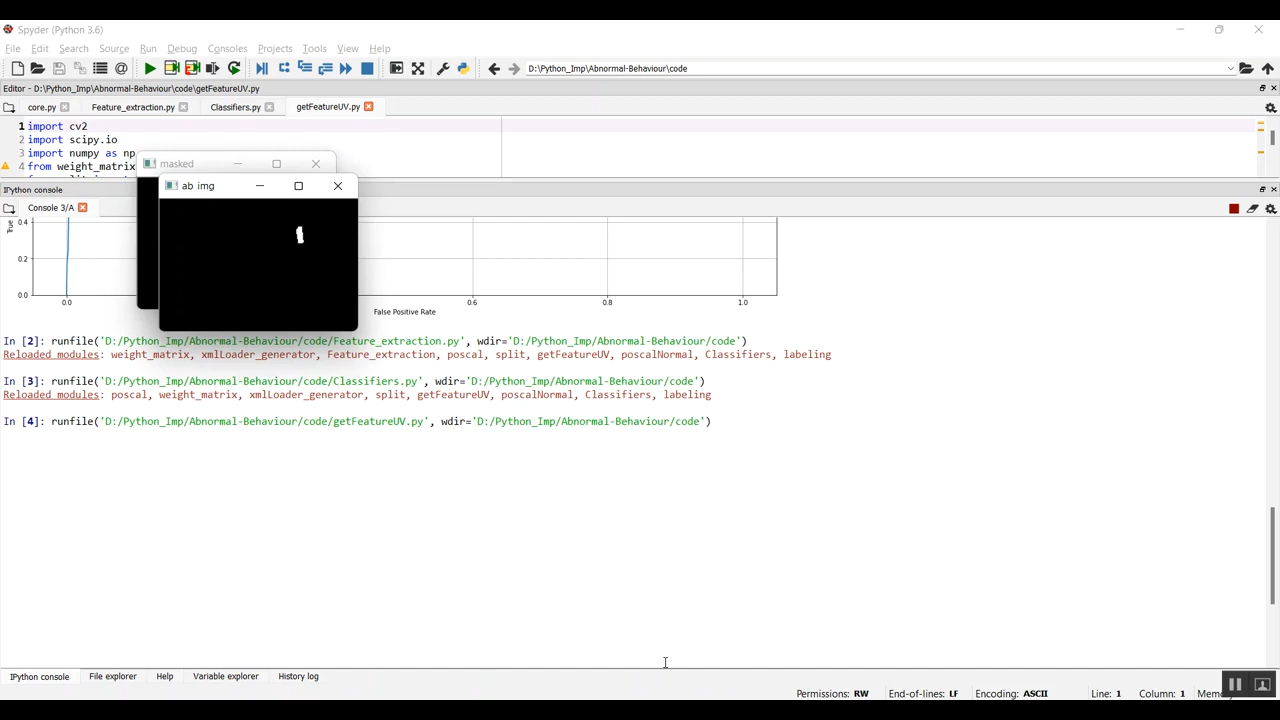 Spyder (Python 3.6)
File Edit Search Source Run Debug Consoles Projects Tools View Help
D:\Python_Imp\Abnormal-Behaviour\code
Editor - D:\Python_Imp\Abnormal-Behaviour\code\getFeatureUV.py
core.py Feature_extraction.py Classifiers.py getFeatureUV.py
1 import cv2
2 import scipy.io
3 import numpy as np
4 from weight_matrix
masked
ab img
IPython console
Console 3/A
True
0.4
0.2
0.0
0.0 0.6 0.8 1.0
False Positive Rate
In [2]: runfile('D:/Python_Imp/Abnormal-Behaviour/code/Feature_extraction.py', wdir='D:/Python_Imp/Abnormal-Behaviour/code')
Reloaded modules: weight_matrix, xmlLoader_generator, Feature_extraction, poscal, split, getFeatureUV, poscalNormal, Classifiers, labeling
In [3]: runfile('D:/Python_Imp/Abnormal-Behaviour/code/Classifiers.py', wdir='D:/Python_Imp/Abnormal-Behaviour/code')
Reloaded modules: poscal, weight_matrix, xmlLoader_generator, split, getFeatureUV, poscalNormal, Classifiers, labeling
In [4]: runfile('D:/Python_Imp/Abnormal-Behaviour/code/getFeatureUV.py', wdir='D:/Python_Imp/Abnormal-Behaviour/code')
IPython console File explorer Help Variable explorer History log
Permissions: RW End-of-lines: LF Encoding: ASCII Line: 1 Column: 1